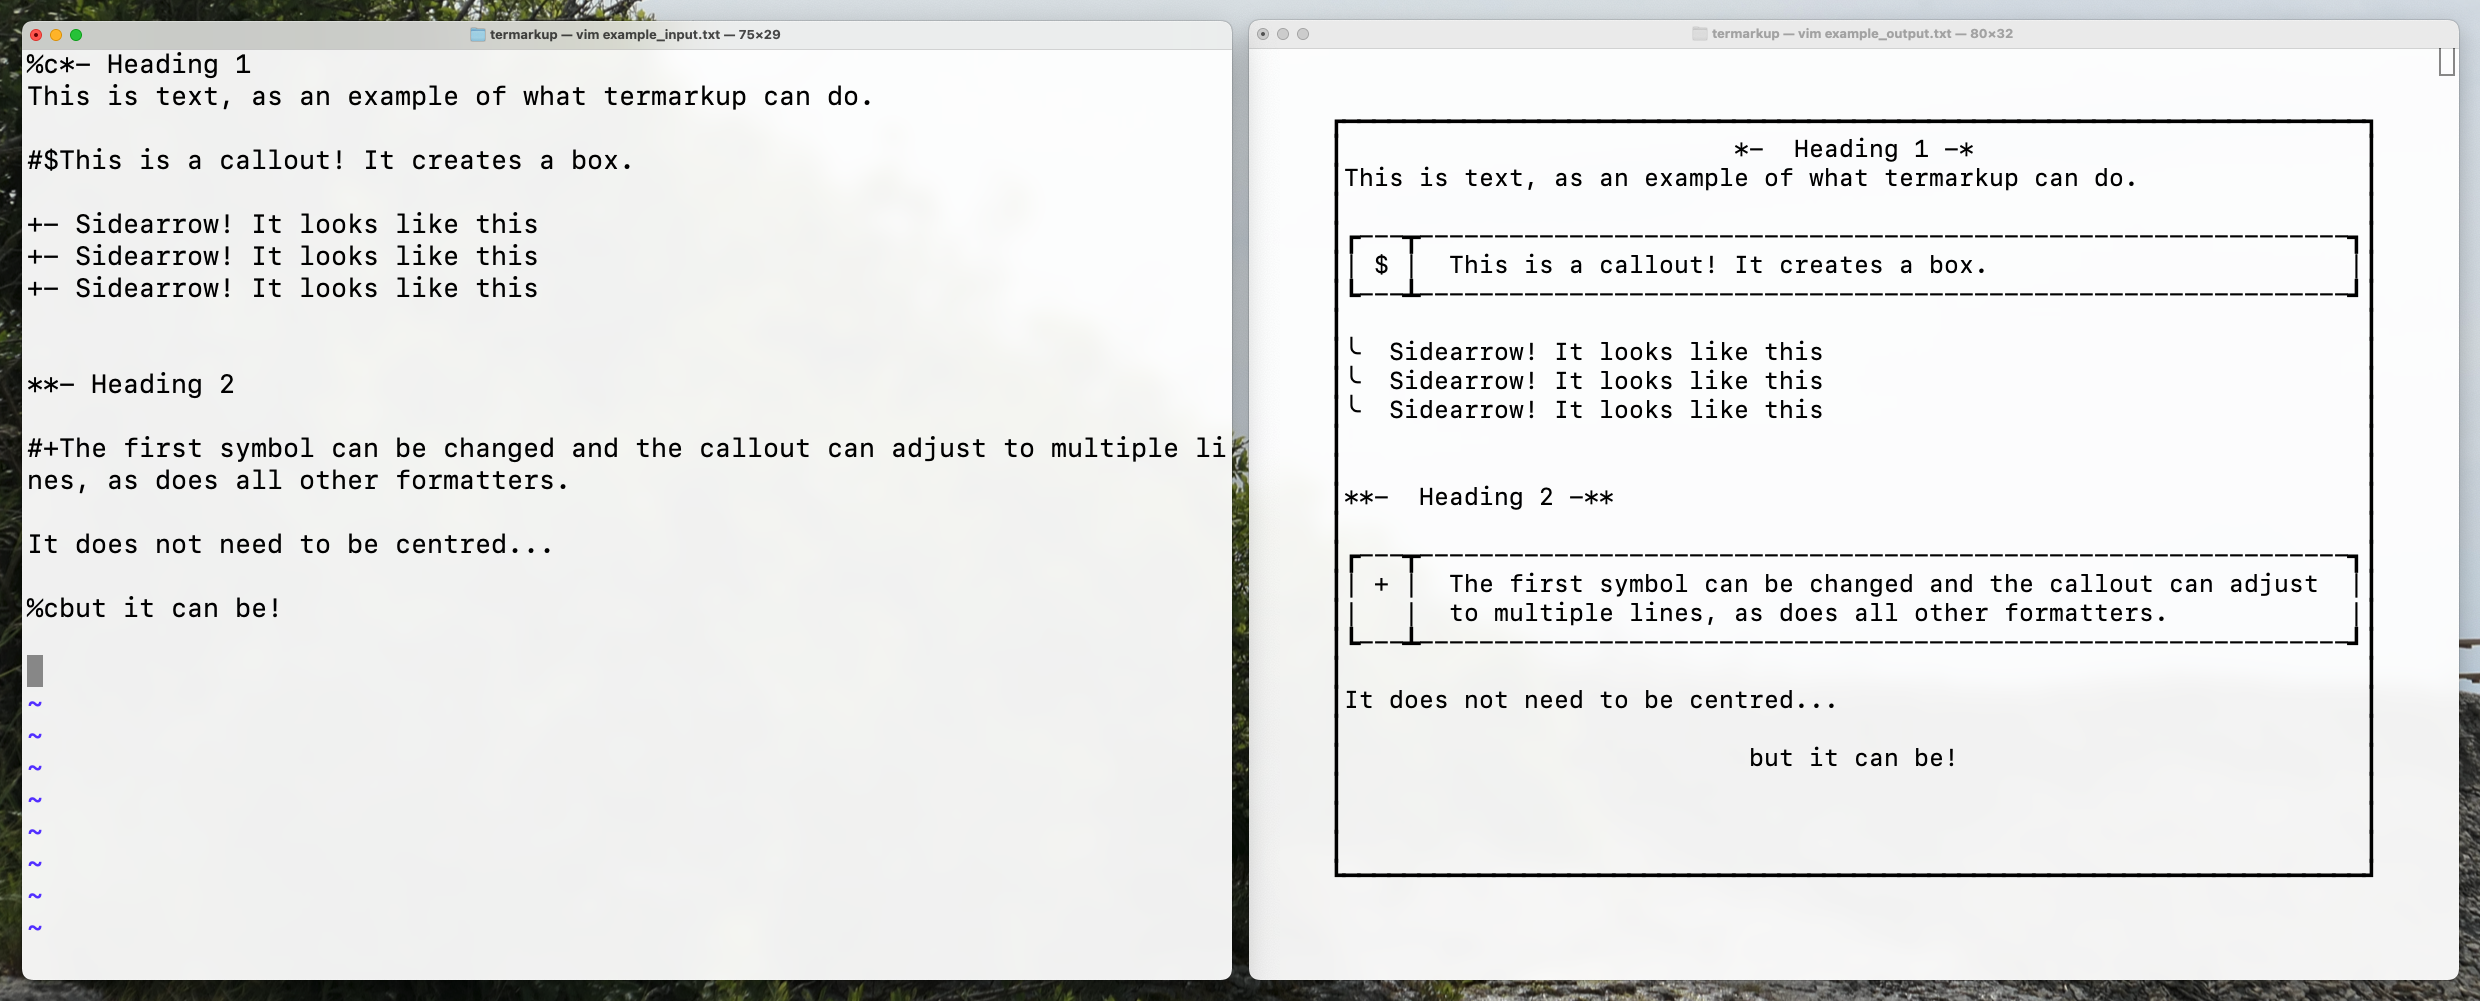 termarkup — vim example_input.txt — 75×29
%c*- Heading 1
This is text, as an example of what termarkup can do.
#$This is a callout! It creates a box.
+- Sidearrow! It looks like this
+- Sidearrow! It looks like this
+- Sidearrow! It looks like this
**- Heading 2
#+The first symbol can be changed and the callout can adjust to multiple li
nes, as does all other formatters.
It does not need to be centred...
%cbut it can be!
~
~
~
~
~
~
~
~
termarkup — vim example_output.txt — 80×32
*-  Heading 1 -*
This is text, as an example of what termarkup can do.
$ This is a callout! It creates a box.
╰  Sidearrow! It looks like this
╰  Sidearrow! It looks like this
╰  Sidearrow! It looks like this
**-  Heading 2 -**
+ The first symbol can be changed and the callout can adjust
to multiple lines, as does all other formatters.
It does not need to be centred...
but it can be!